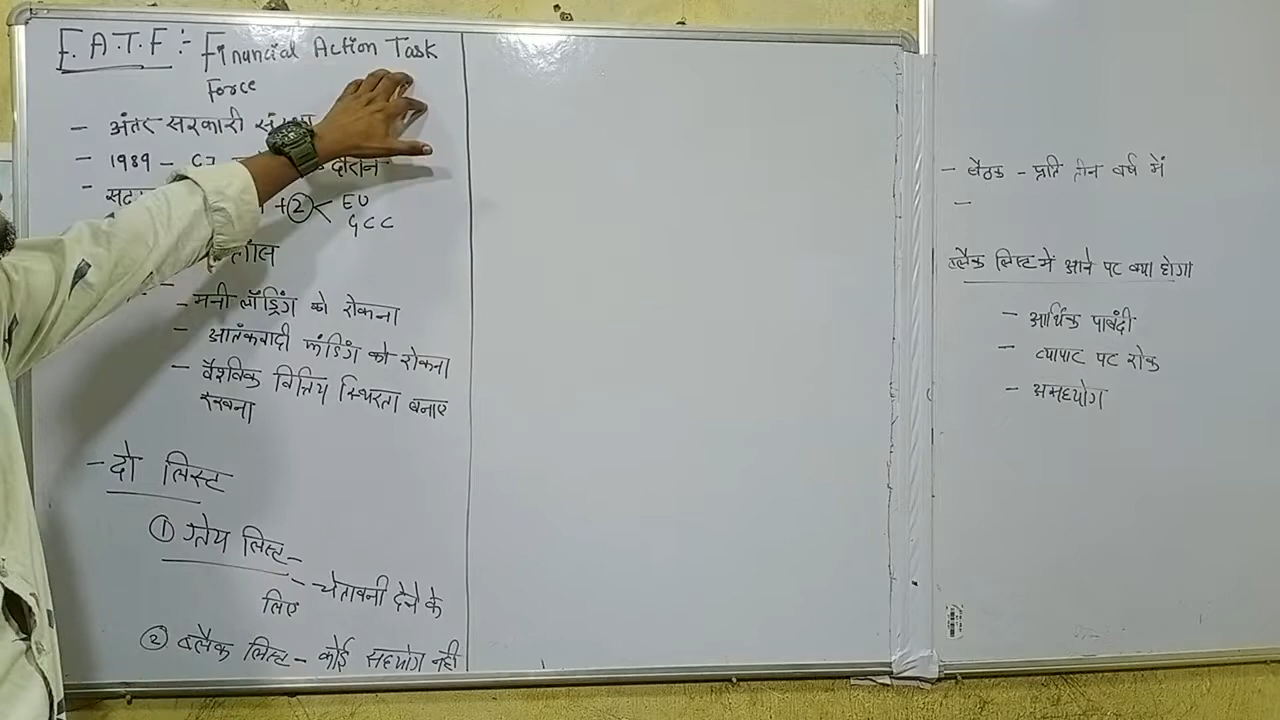 F.A.T.F :- Financial Action Task
Force
- अंतर सरकारी
- 1989 - G7 दौरान
- + 2 < EU
GCC
- मनी लॉड्रिंग को रोकना
- आतंकवादी फंडिंग को रोकना
- वैश्विक वित्तिय स्थिरता बनाए
रखना
- दो लिस्ट
① ग्रेय लिस्ट -
- चेतावनी देने के
लिए
② ब्लैक लिस्ट - कोई सहयोग नही
- बैठक - प्रति तीन वर्ष में
-
ब्लैक लिस्ट में आने पर क्या होगा
- आर्थिक पाबंदी
- व्यापार पर रोक
- असहयोग